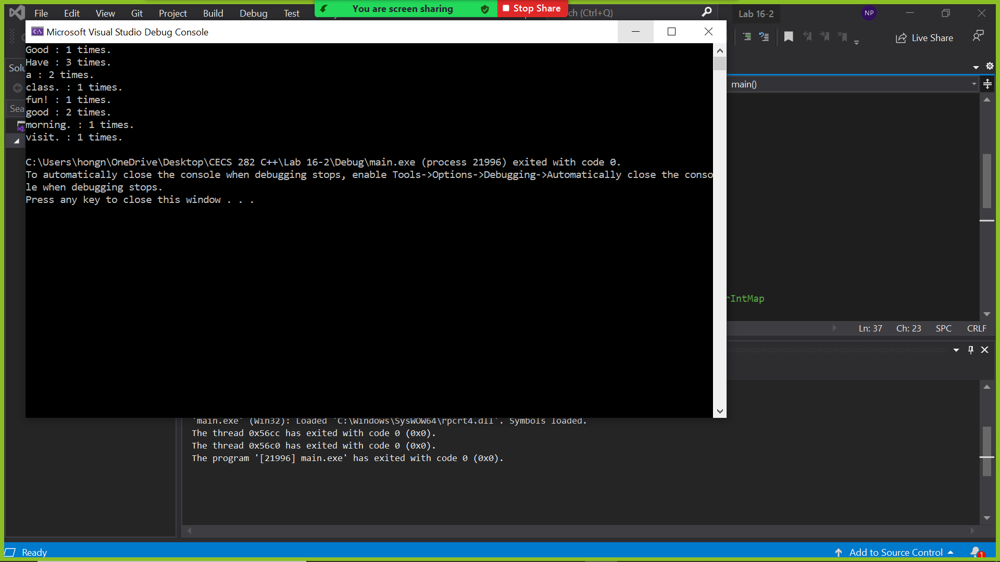 File Edit View Git Project Build Debug Test
You are screen sharing Stop Share
ch (Ctrl+Q)
Lab 16-2
NP
Microsoft Visual Studio Debug Console
Live Share
Good : 1 times.
Have : 3 times.
a : 2 times.
class. : 1 times.
fun! : 1 times.
good : 2 times.
morning. : 1 times.
visit. : 1 times.
C:\Users\hongn\OneDrive\Desktop\CECS 282 C++\Lab 16-2\Debug\main.exe (process 21996) exited with code 0.
To automatically close the console when debugging stops, enable Tools->Options->Debugging->Automatically close the conso
le when debugging stops.
Press any key to close this window . . .
Solu
Sea
main()
rIntMap
Ln: 37 Ch: 23 SPC CRLF
'main.exe' (Win32): Loaded 'C:\Windows\SysWOW64\rpcrt4.dll'. Symbols loaded.
The thread 0x56cc has exited with code 0 (0x0).
The thread 0x56c0 has exited with code 0 (0x0).
The program '[21996] main.exe' has exited with code 0 (0x0).
Ready
Add to Source Control
1